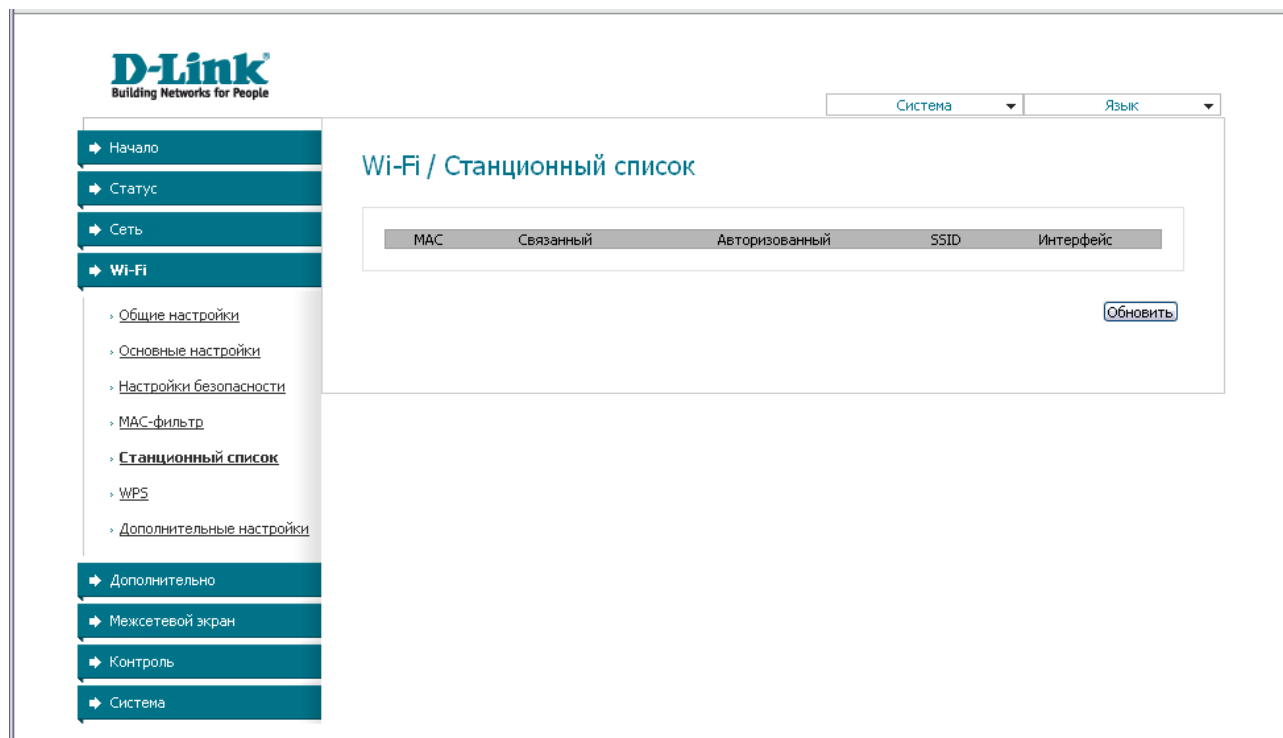 D-Link
Building Networks for People
Система
Язык
Начало
Статус
Сеть
Wi-Fi
Общие настройки
Основные настройки
Настройки безопасности
MAC-фильтр
Станционный список
WPS
Дополнительные настройки
Дополнительно
Межсетевой экран
Контроль
Система
Wi-Fi / Станционный список
MAC Связанный Авторизованный SSID Интерфейс
Обновить